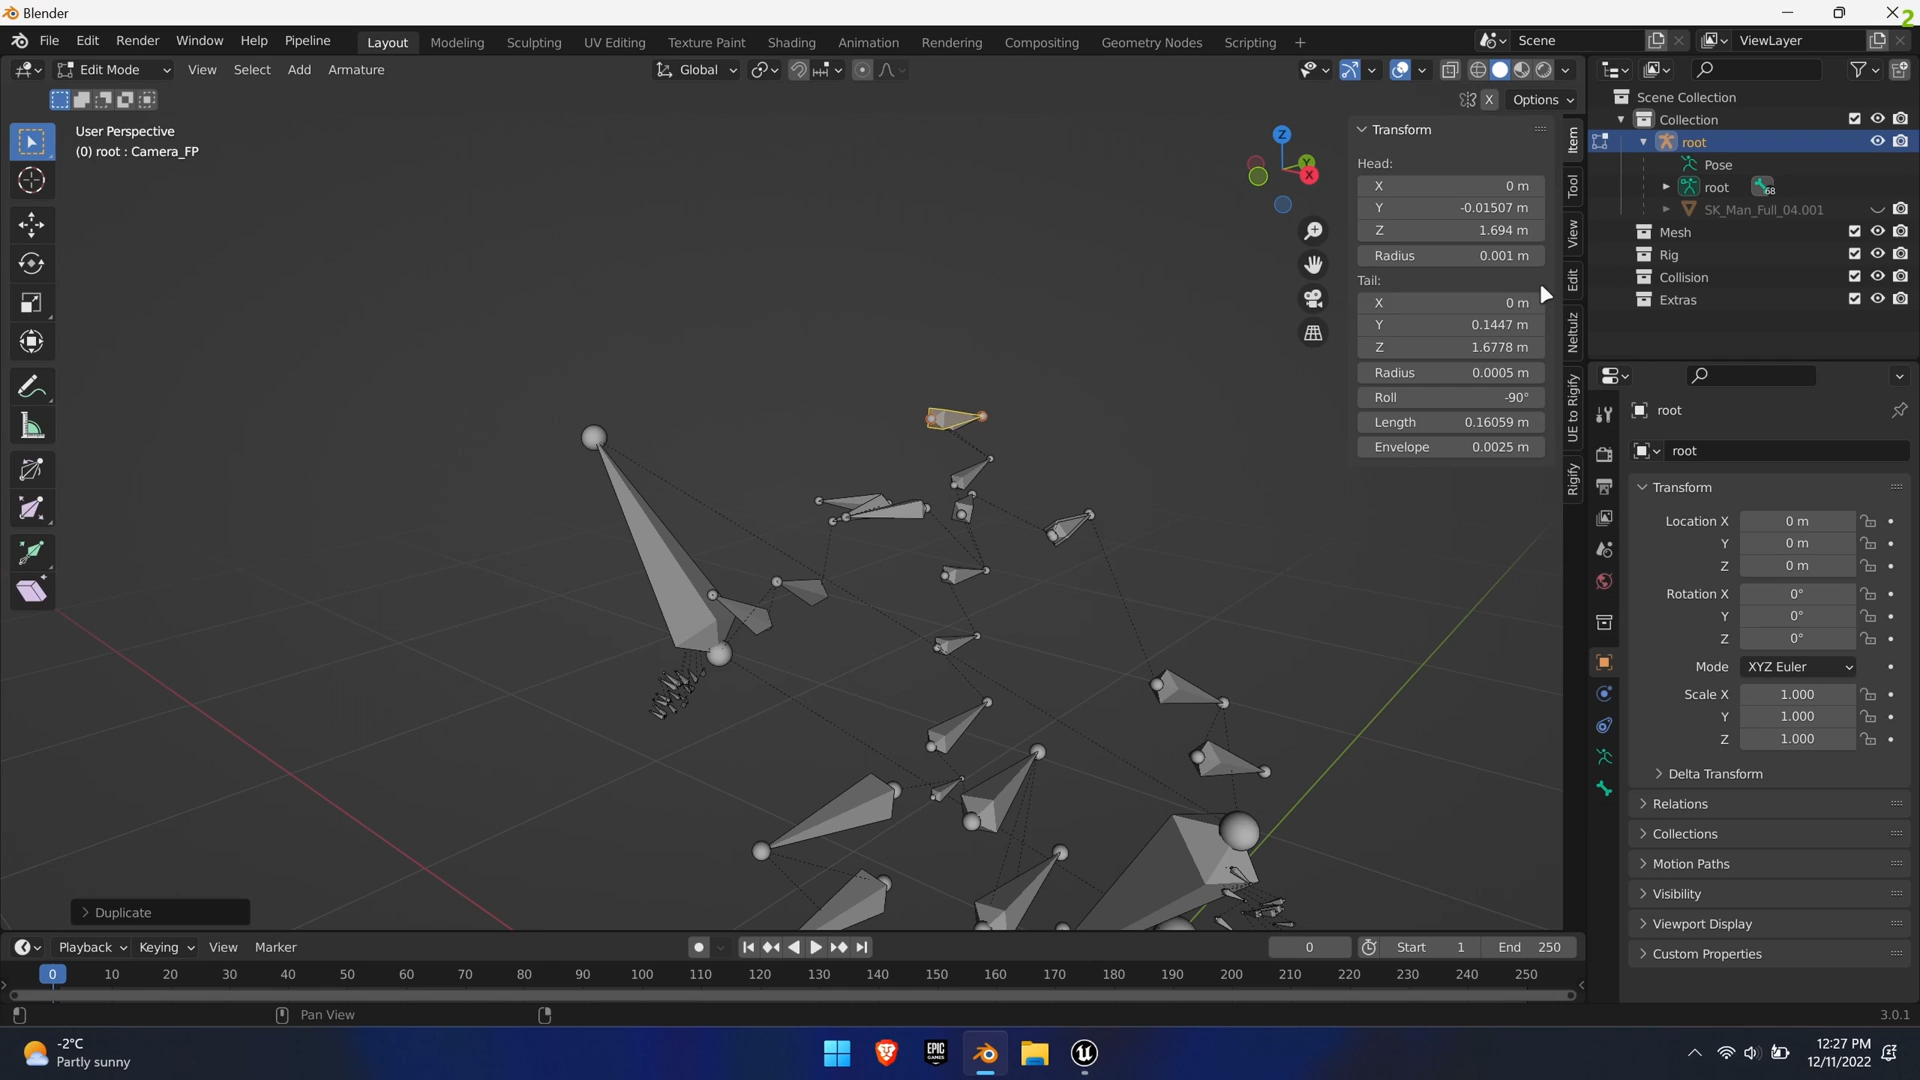 Blender
2
File Edit Render Window Help Pipeline Layout Modeling Sculpting UV Editing Texture Paint Shading Animation Rendering Compositing Geometry Nodes Scripting + Scene ViewLayer
Edit Mode View Select Add Armature Global
X Options
User Perspective
(0) root : Camera_FP
Z
Y
X
Transform
Head:
X 0 m
Y -0.01507 m
Z 1.694 m
Radius 0.001 m
Tail:
X 0 m
Y 0.1447 m
Z 1.6778 m
Radius 0.0005 m
Roll -90°
Length 0.16059 m
Envelope 0.0025 m
Item
Tool
View
Edit
Neltulz
UE to Rigify
Rigify
Scene Collection
Collection
root
Pose
root 68
SK_Man_Full_04.001
Mesh
Rig
Collision
Extras
root
root
Transform
Location X 0 m
Y 0 m
Z 0 m
Rotation X 0°
Y 0°
Z 0°
Mode XYZ Euler
Scale X 1.000
Y 1.000
Z 1.000
Delta Transform
Relations
Collections
Motion Paths
Visibility
Viewport Display
Custom Properties
Duplicate
Playback Keying View Marker 0 Start 1 End 250
0 10 20 30 40 50 60 70 80 90 100 110 120 130 140 150 160 170 180 190 200 210 220 230 240 250
Pan View 3.0.1
-2°C
Partly sunny
EPIC
GAMES
12:27 PM
12/11/2022